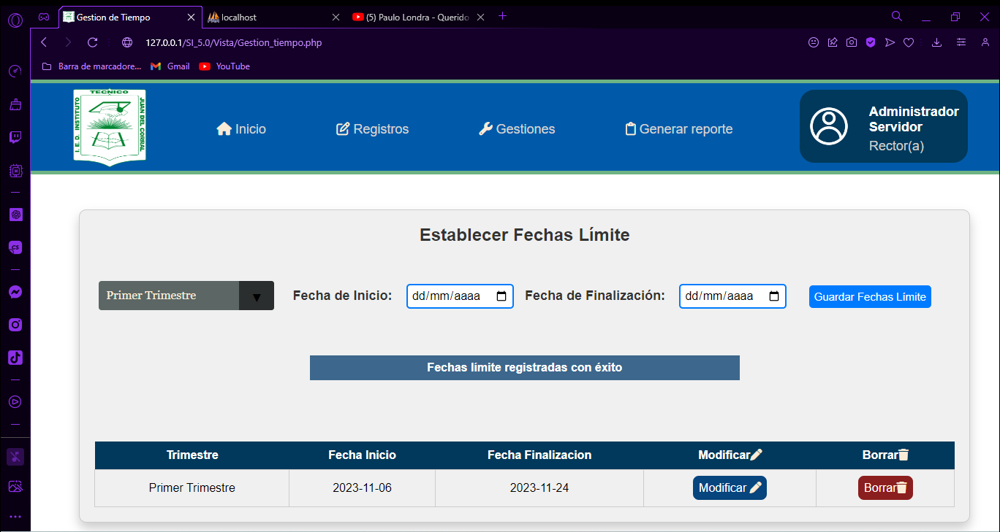 Gestion de Tiempo
localhost
(5) Paulo Londra - Querido
127.0.0.1/SI_5.0/Vista/Gestion_tiempo.php
Barra de marcadore...
Gmail
YouTube
TECNICO
I. E. D. INSTITUTO
JUAN DEL CORRAL
Inicio
Registros
Gestiones
Generar reporte
Administrador
Servidor
Rector(a)
Establecer Fechas Límite
Primer Trimestre
Fecha de Inicio:
dd/mm/aaaa
Fecha de Finalización:
dd/mm/aaaa
Guardar Fechas Límite
Fechas límite registradas con éxito
Trimestre Fecha Inicio Fecha Finalizacion Modificar Borrar
Primer Trimestre 2023-11-06 2023-11-24 Modificar Borrar